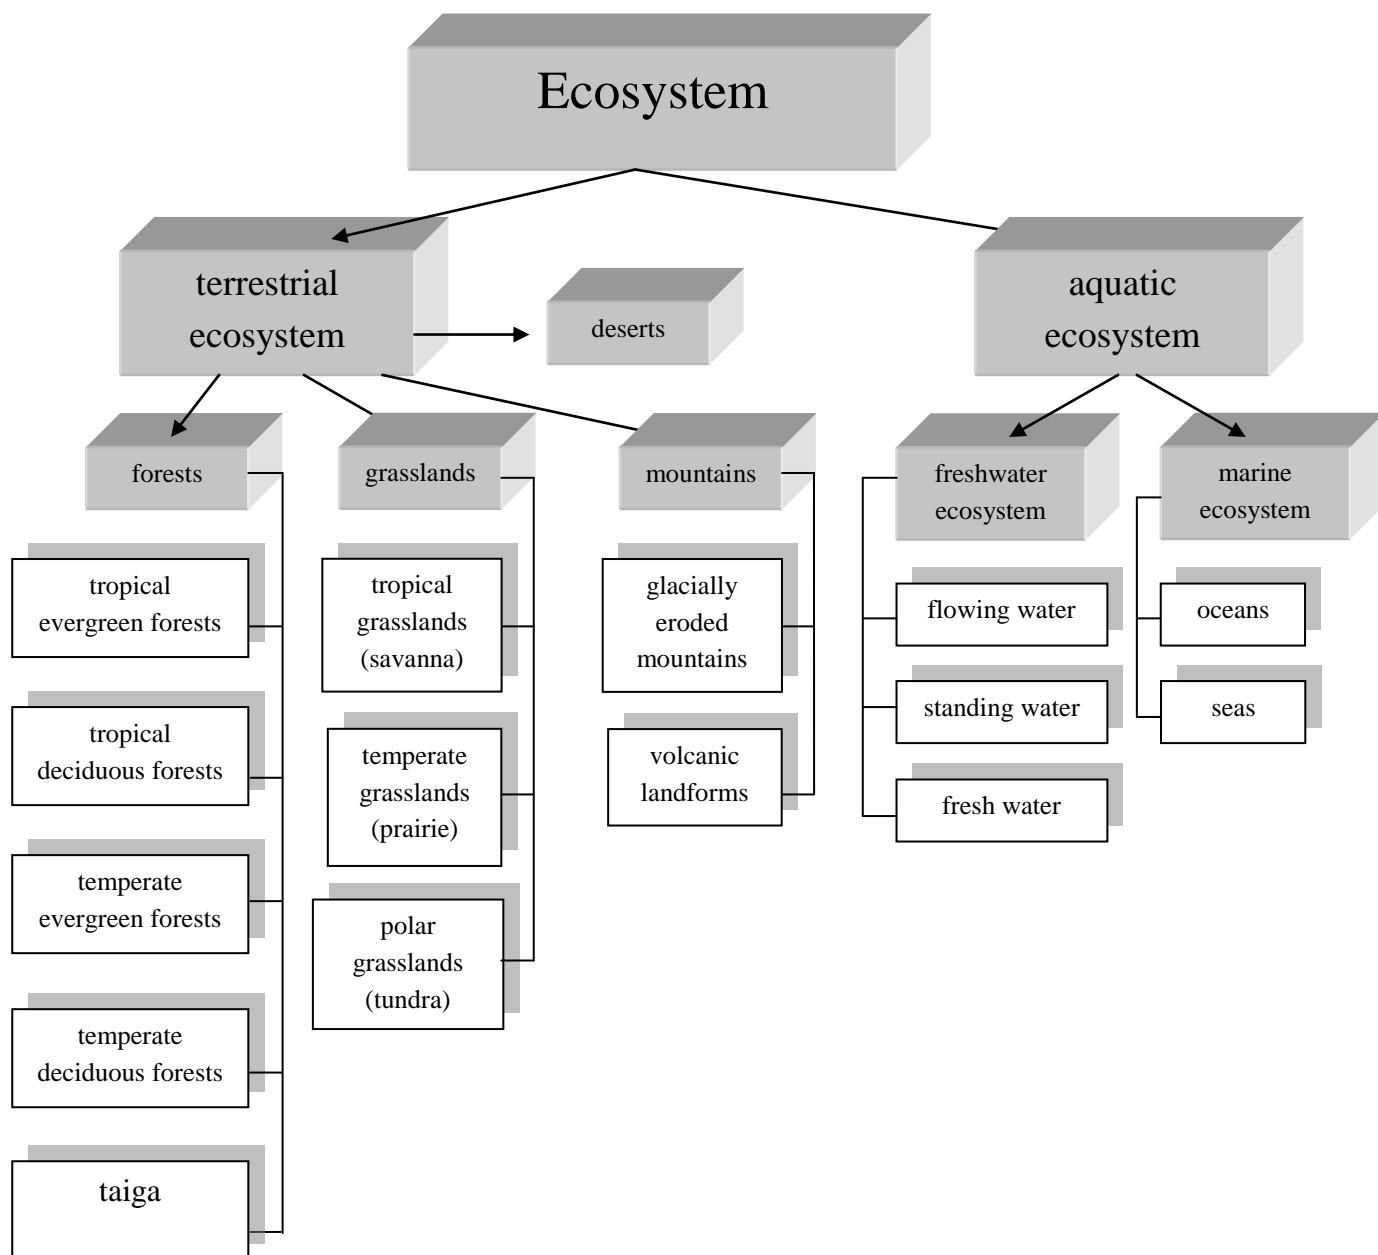 Ecosystem
terrestrial
ecosystem
deserts
aquatic
ecosystem
forests
grasslands
mountains
freshwater
ecosystem
marine
ecosystem
tropical
evergreen forests
tropical
deciduous forests
temperate
evergreen forests
temperate
deciduous forests
taiga
tropical
grasslands
(savanna)
temperate
grasslands
(prairie)
polar
grasslands
(tundra)
glacially
eroded
mountains
volcanic
landforms
flowing water
standing water
fresh water
oceans
seas